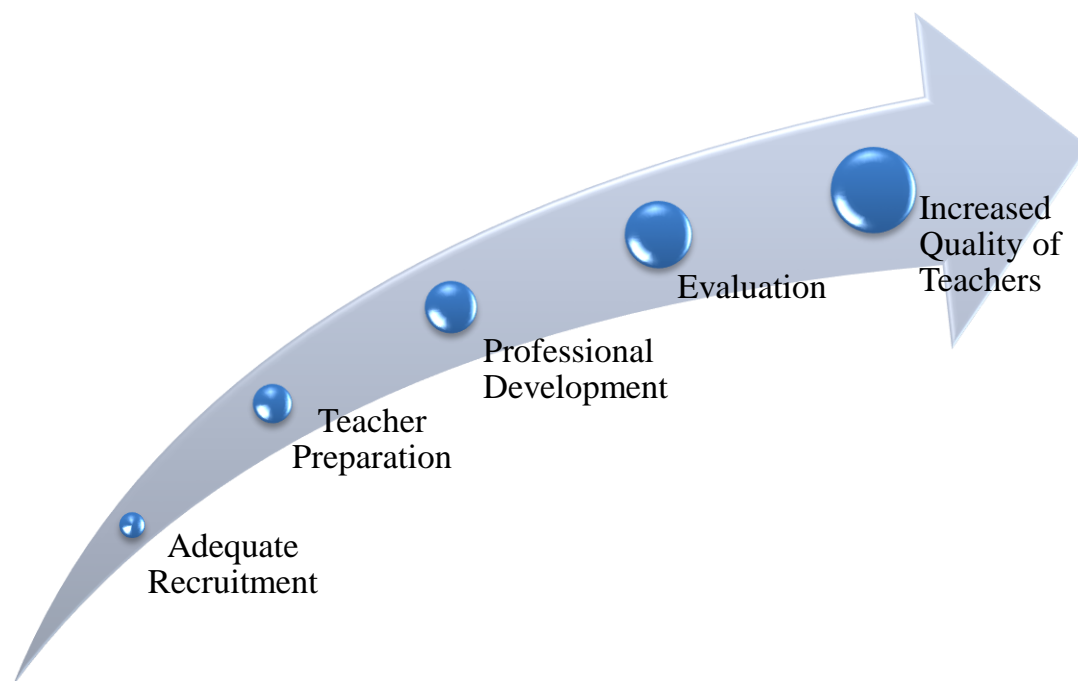 Increased
Quality of
Teachers
Evaluation
Professional
Development
Teacher
Preparation
Adequate
Recruitment